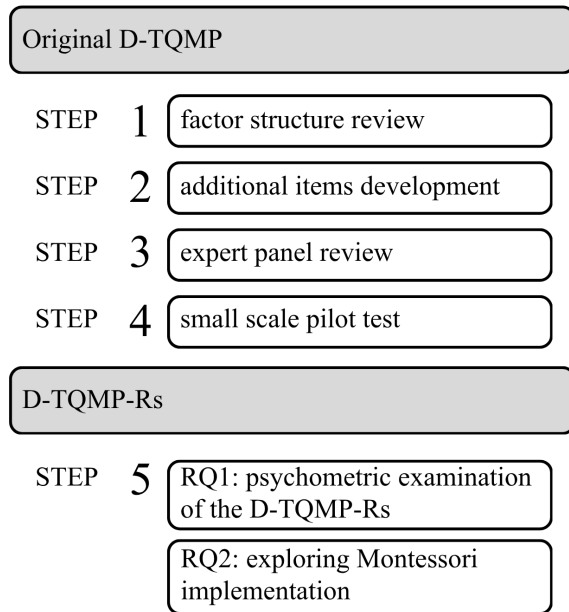 Original D-TQMP
STEP 1 factor structure review
STEP 2 additional items development
STEP 3 expert panel review
STEP 4 small scale pilot test
D-TQMP-Rs
STEP 5 RQ1: psychometric examination
of the D-TQMP-Rs
RQ2: exploring Montessori
implementation